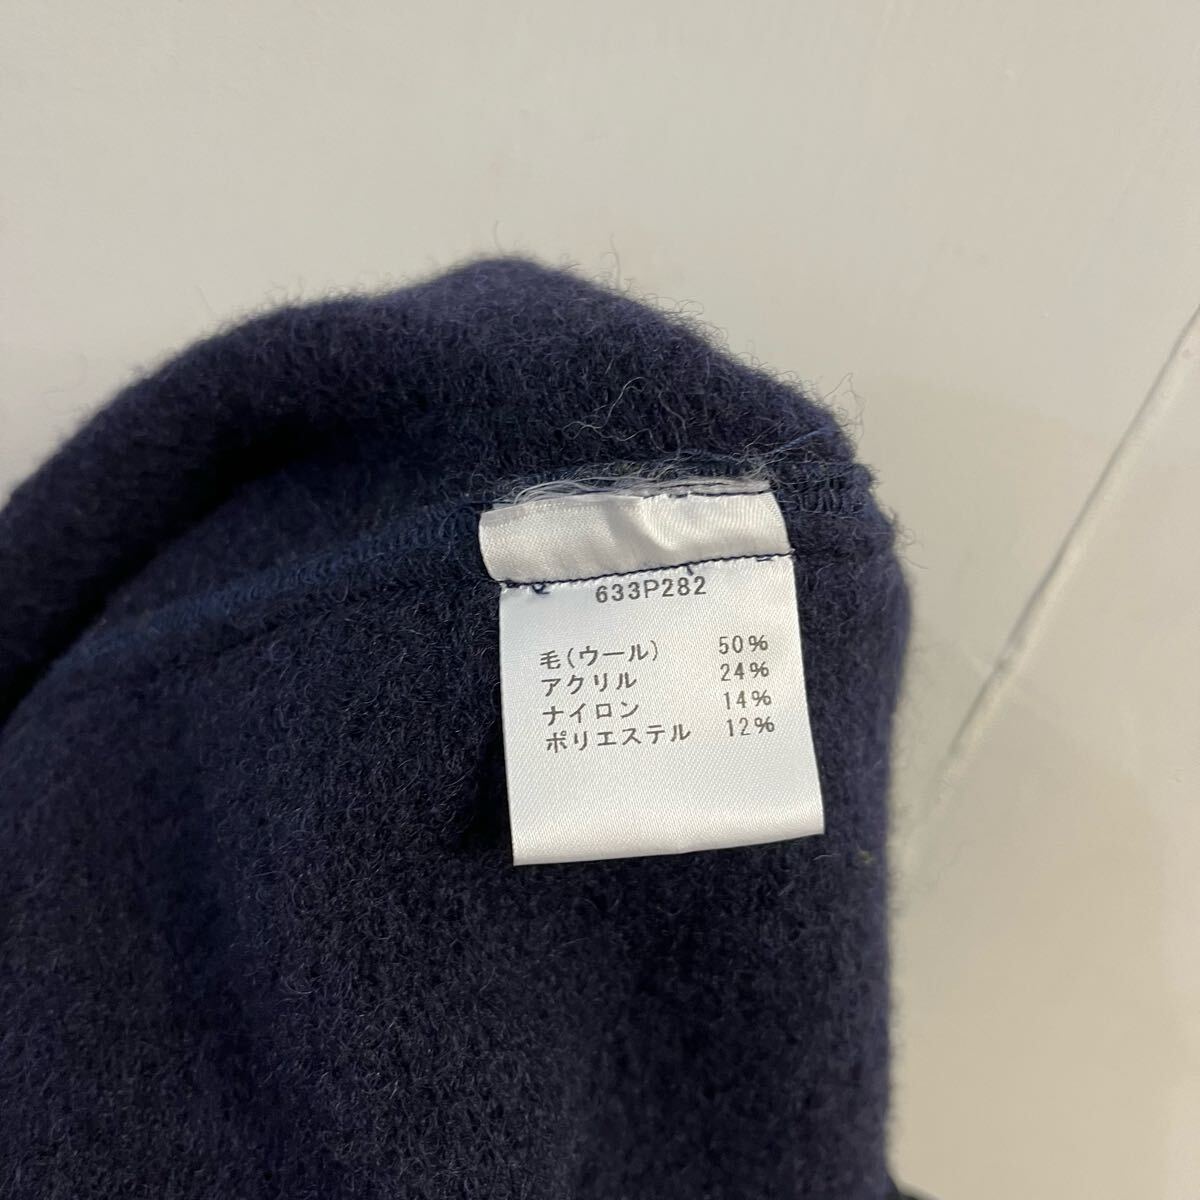 633P282
毛(ウール) 50%
アクリル 24%
ナイロン 14%
ポリエステル 12%